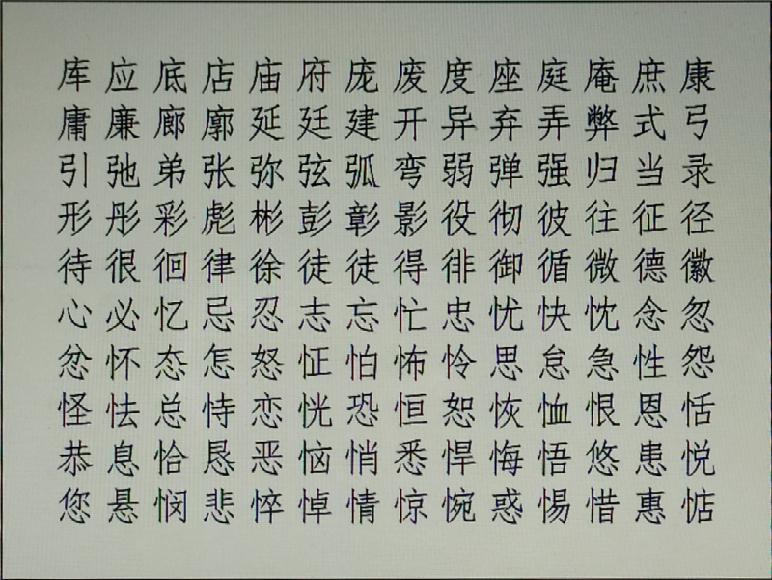 库应底店庙府庞废度座庭庵庶康
庸廉廊廓延廷建开异弃弄弊式弓
引弛弟张弥弦弧弯弱弹强归当录
形彤彩彪彬彭彰影役彻彼往征径
待很徊律徐徒徒得徘御循微德徽
心必忆忌忍志忘忙忠忧快忱念忽
忿怀态怎怒怔怕怖怜思怠急性怨
怪怯总恃恋恍恐恒恕恢恤恨恩恬
恭息恰恳恶恼悄悉悍悔悟悠患悦
您悬悯悲悴悼情惊惋惑惕惜惠惦